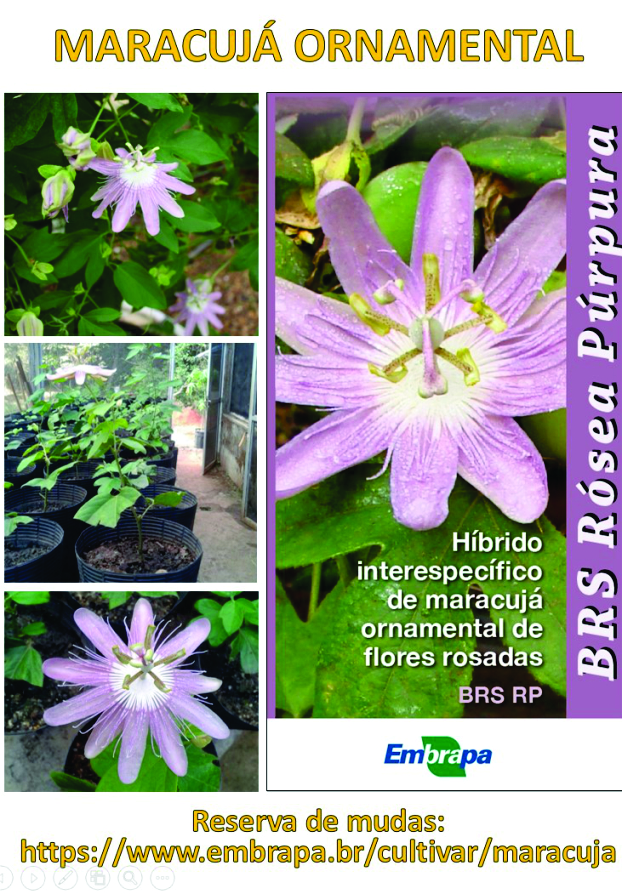 MARACUJÁ ORNAMENTAL
BRS Rósea Púrpura
Híbrido
interespecífico
de maracujá
ornamental de
flores rosadas
BRS RP
Embrapa
Reserva de mudas:
https://www.embrapa.br/cultivar/maracuja